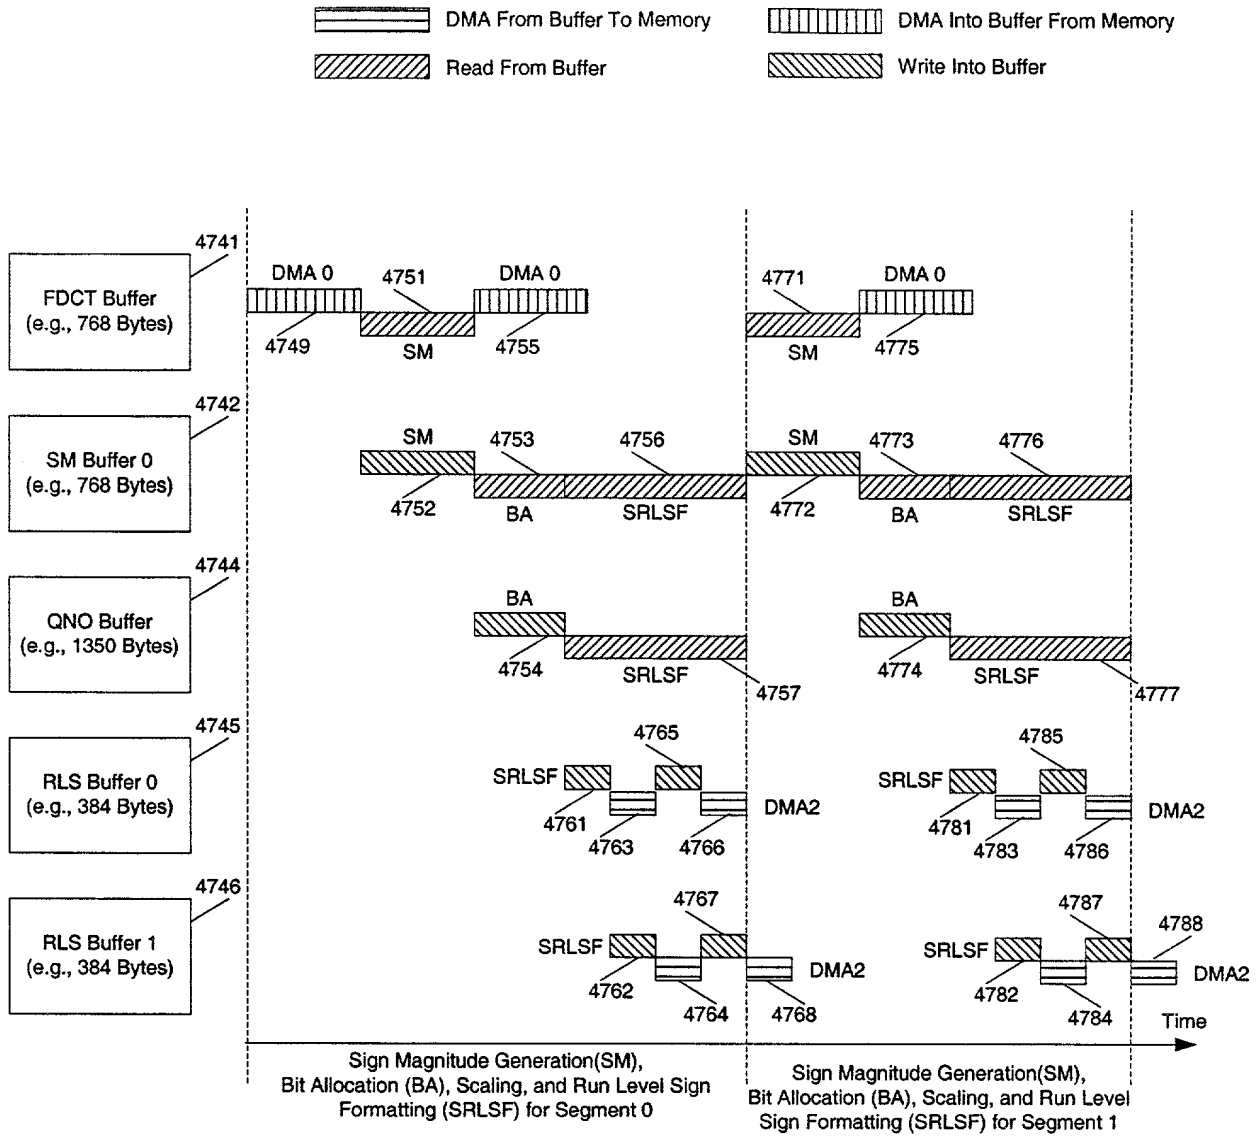 DMA From Buffer To Memory
DMA Into Buffer From Memory
Read From Buffer
Write Into Buffer
4741
FDCT Buffer
(e.g., 768 Bytes)
DMA 0
4751
DMA 0
4771
DMA 0
4749
SM
4755
SM
4775
4742
SM Buffer 0
(e.g., 768 Bytes)
SM
4753
4756
SM
4773
4776
4752
BA
SRLSF
4772
BA
SRLSF
4744
QNO Buffer
(e.g., 1350 Bytes)
BA
BA
4754
SRLSF
4757
4774
SRLSF
4777
4745
RLS Buffer 0
(e.g., 384 Bytes)
4765
4785
SRLSF
SRLSF
DMA2
DMA2
4761
4763
4766
4781
4783
4786
4746
RLS Buffer 1
(e.g., 384 Bytes)
4767
4787
4788
SRLSF
SRLSF
DMA2
DMA2
4762
4764
4768
4782
4784
Time
Sign Magnitude Generation(SM),
Bit Allocation (BA), Scaling, and Run Level Sign
Formatting (SRLSF) for Segment 0
Sign Magnitude Generation(SM),
Bit Allocation (BA), Scaling, and Run Level
Sign Formatting (SRLSF) for Segment 1